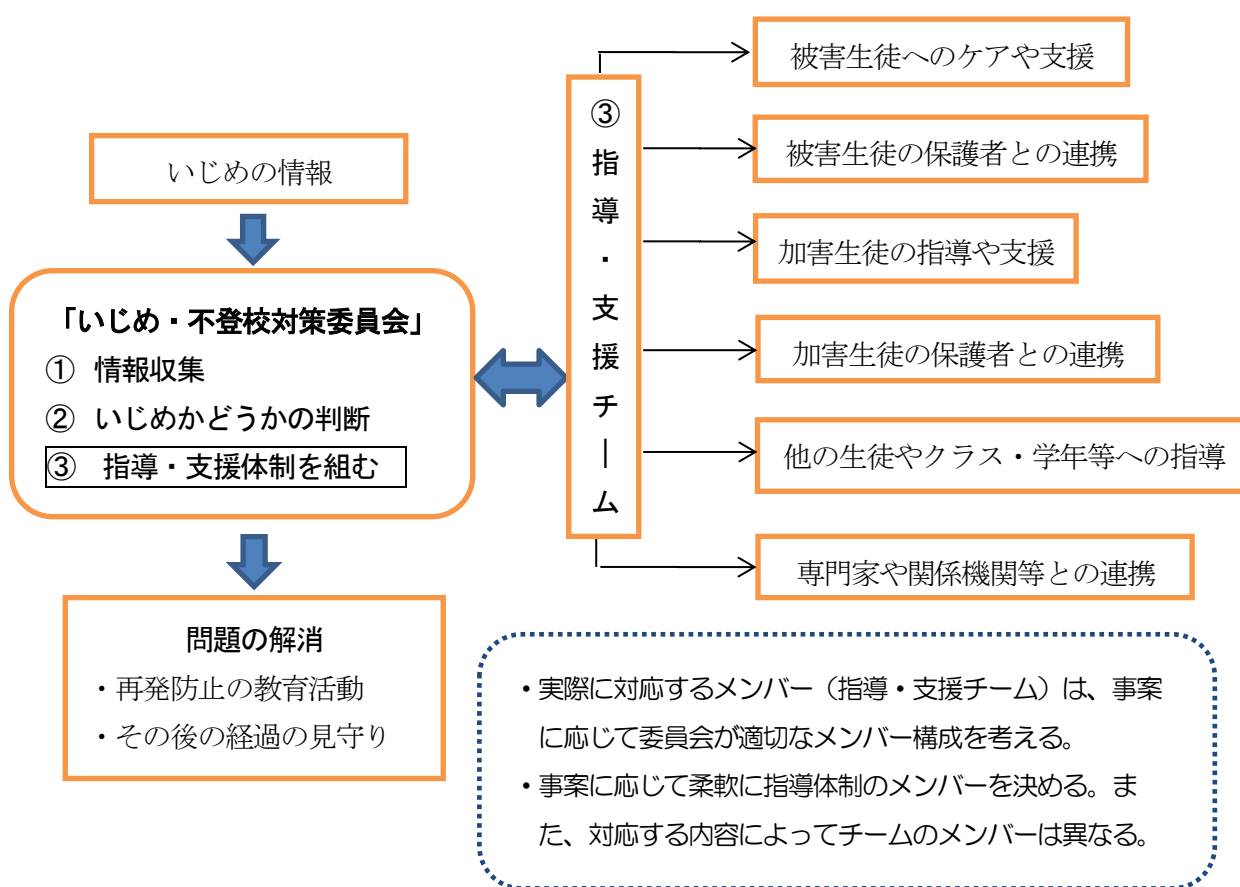 いじめの情報
「いじめ・不登校対策委員会」
① 情報収集
② いじめかどうかの判断
③ 指導・支援体制を組む
問題の解消
・再発防止の教育活動
・その後の経過の見守り
③指導・支援チーム
被害生徒へのケアや支援
被害生徒の保護者との連携
加害生徒の指導や支援
加害生徒の保護者との連携
他の生徒やクラス・学年等への指導
専門家や関係機関等との連携
・実際に対応するメンバー（指導・支援チーム）は、事案
に応じて委員会が適切なメンバー構成を考える。
・事案に応じて柔軟に指導体制のメンバーを決める。ま
た、対応する内容によってチームのメンバーは異なる。